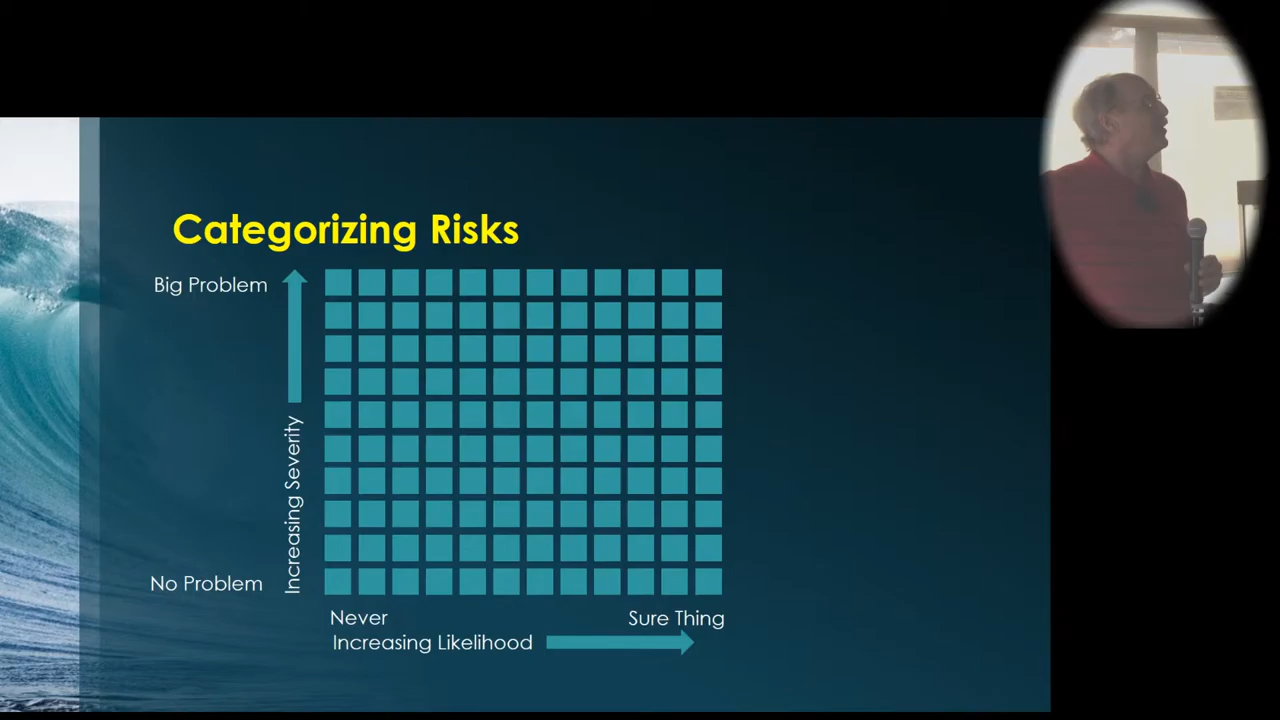 Categorizing Risks
Big Problem
Increasing Severity
No Problem
Never
Sure Thing
Increasing Likelihood